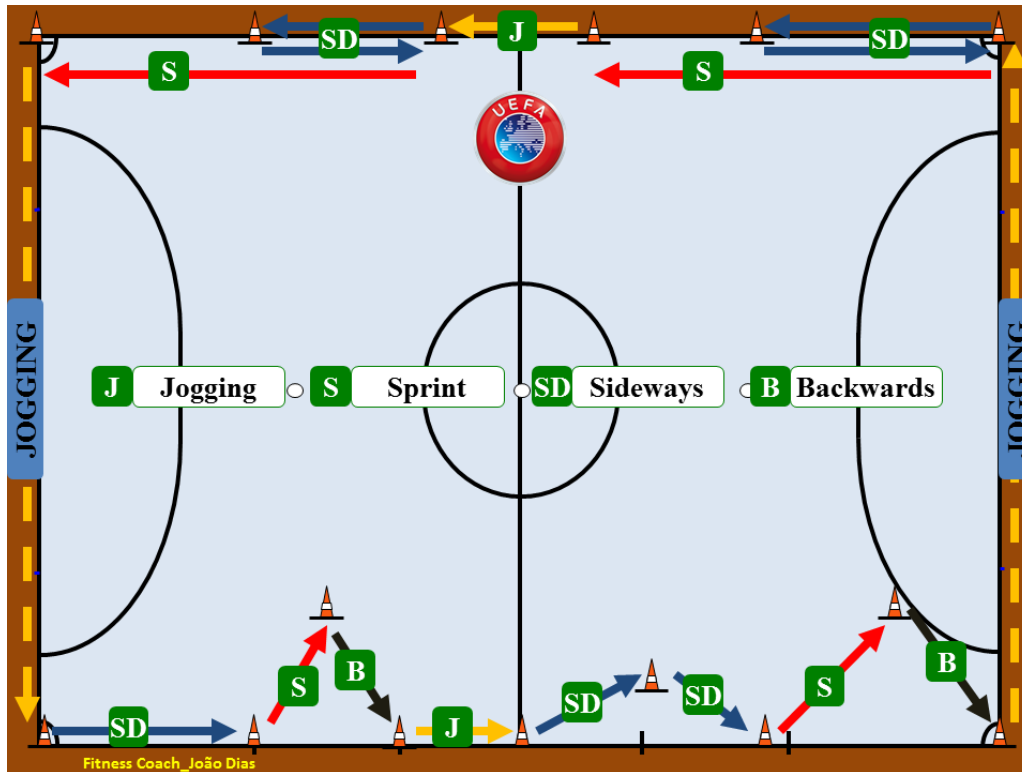 SD
J
SD
S
S
UEFA
JOGGING
J Jogging S Sprint SD Sideways B Backwards
JOGGING
S
B
SD
SD
S
B
SD
J
Fitness Coach_João Dias